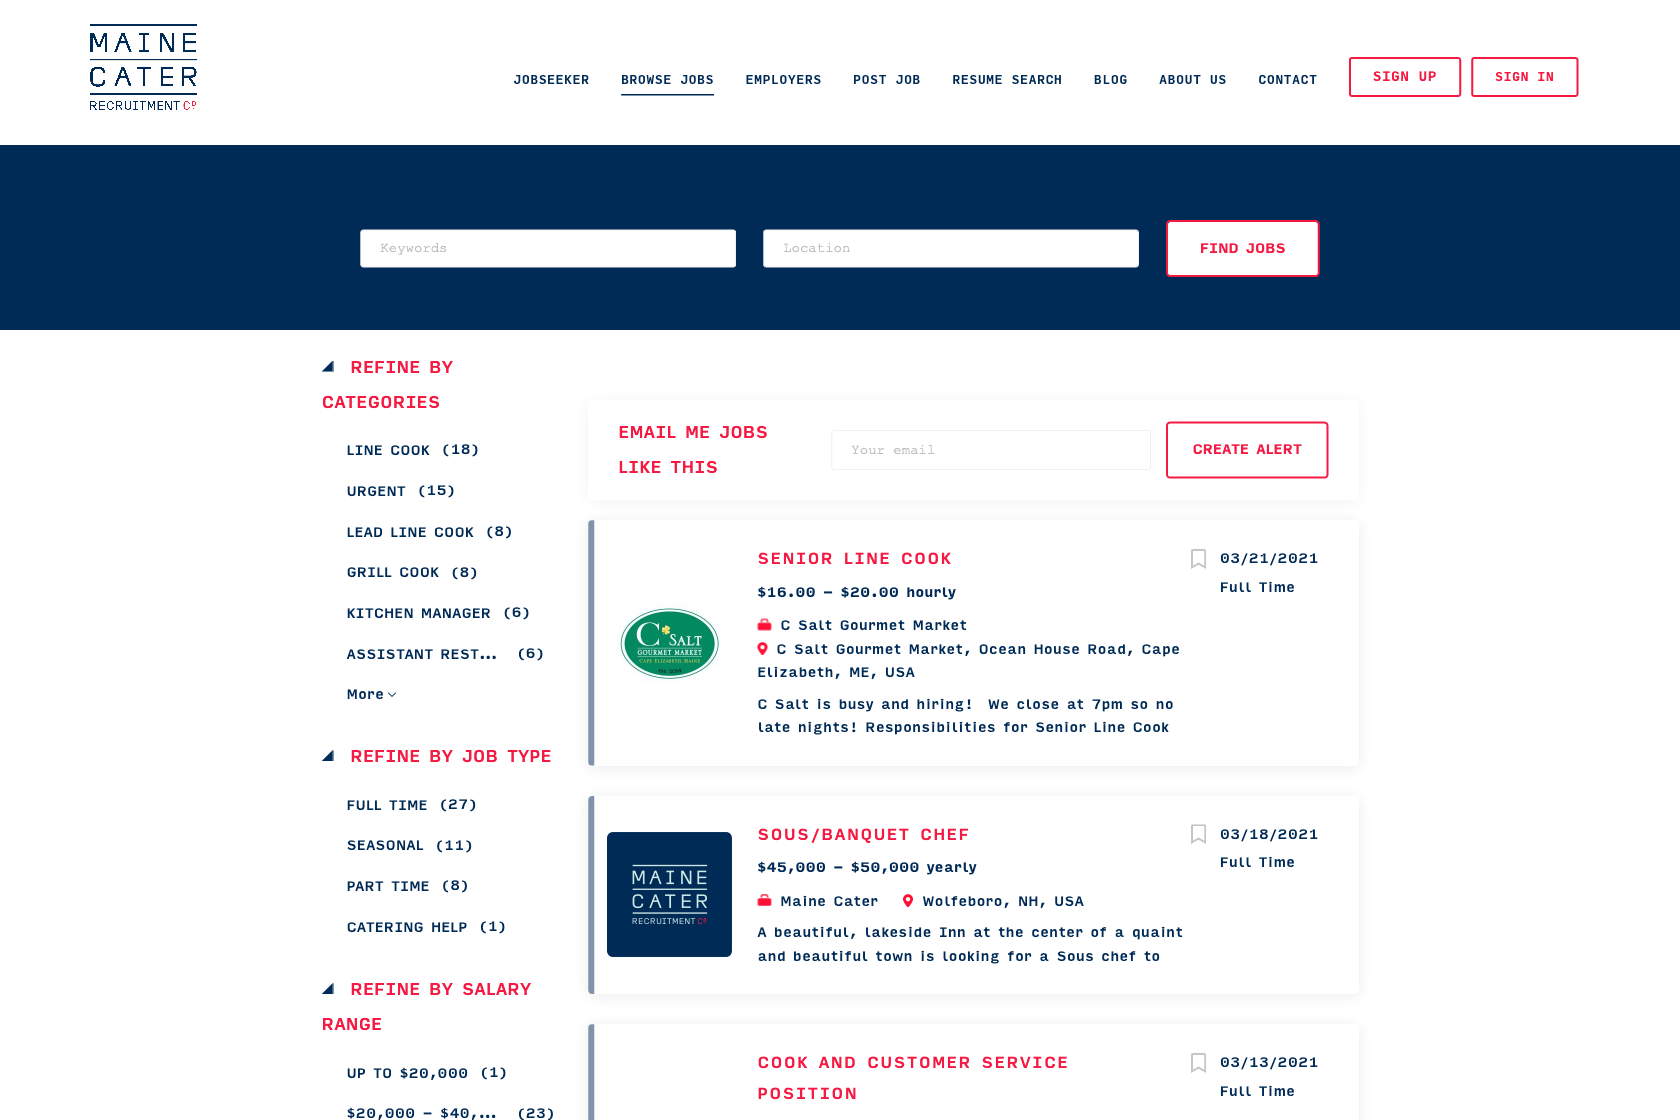 MAINE
CATER
RECRUITMENT Cº
JOBSEEKER BROWSE JOBS EMPLOYERS POST JOB RESUME SEARCH BLOG ABOUT US CONTACT SIGN UP SIGN IN
Keywords Location FIND JOBS
REFINE BY
CATEGORIES
LINE COOK (18)
URGENT (15)
LEAD LINE COOK (8)
GRILL COOK (8)
KITCHEN MANAGER (6)
ASSISTANT REST... (6)
More
REFINE BY JOB TYPE
FULL TIME (27)
SEASONAL (11)
PART TIME (8)
CATERING HELP (1)
REFINE BY SALARY
RANGE
UP TO $20,000 (1)
$20,000 – $40,... (23)
EMAIL ME JOBS
LIKE THIS
Your email
CREATE ALERT
C SALT
GOURMET MARKET
CAPE ELIZABETH, MAINE
SENIOR LINE COOK
$16.00 – $20.00 hourly
C Salt Gourmet Market
C Salt Gourmet Market, Ocean House Road, Cape
Elizabeth, ME, USA
C Salt is busy and hiring!  We close at 7pm so no
late nights! Responsibilities for Senior Line Cook
03/21/2021
Full Time
MAINE
CATER
RECRUITMENT Cº
SOUS/BANQUET CHEF
$45,000 – $50,000 yearly
Maine Cater Wolfeboro, NH, USA
A beautiful, lakeside Inn at the center of a quaint
and beautiful town is looking for a Sous chef to
03/18/2021
Full Time
COOK AND CUSTOMER SERVICE
POSITION
03/13/2021
Full Time